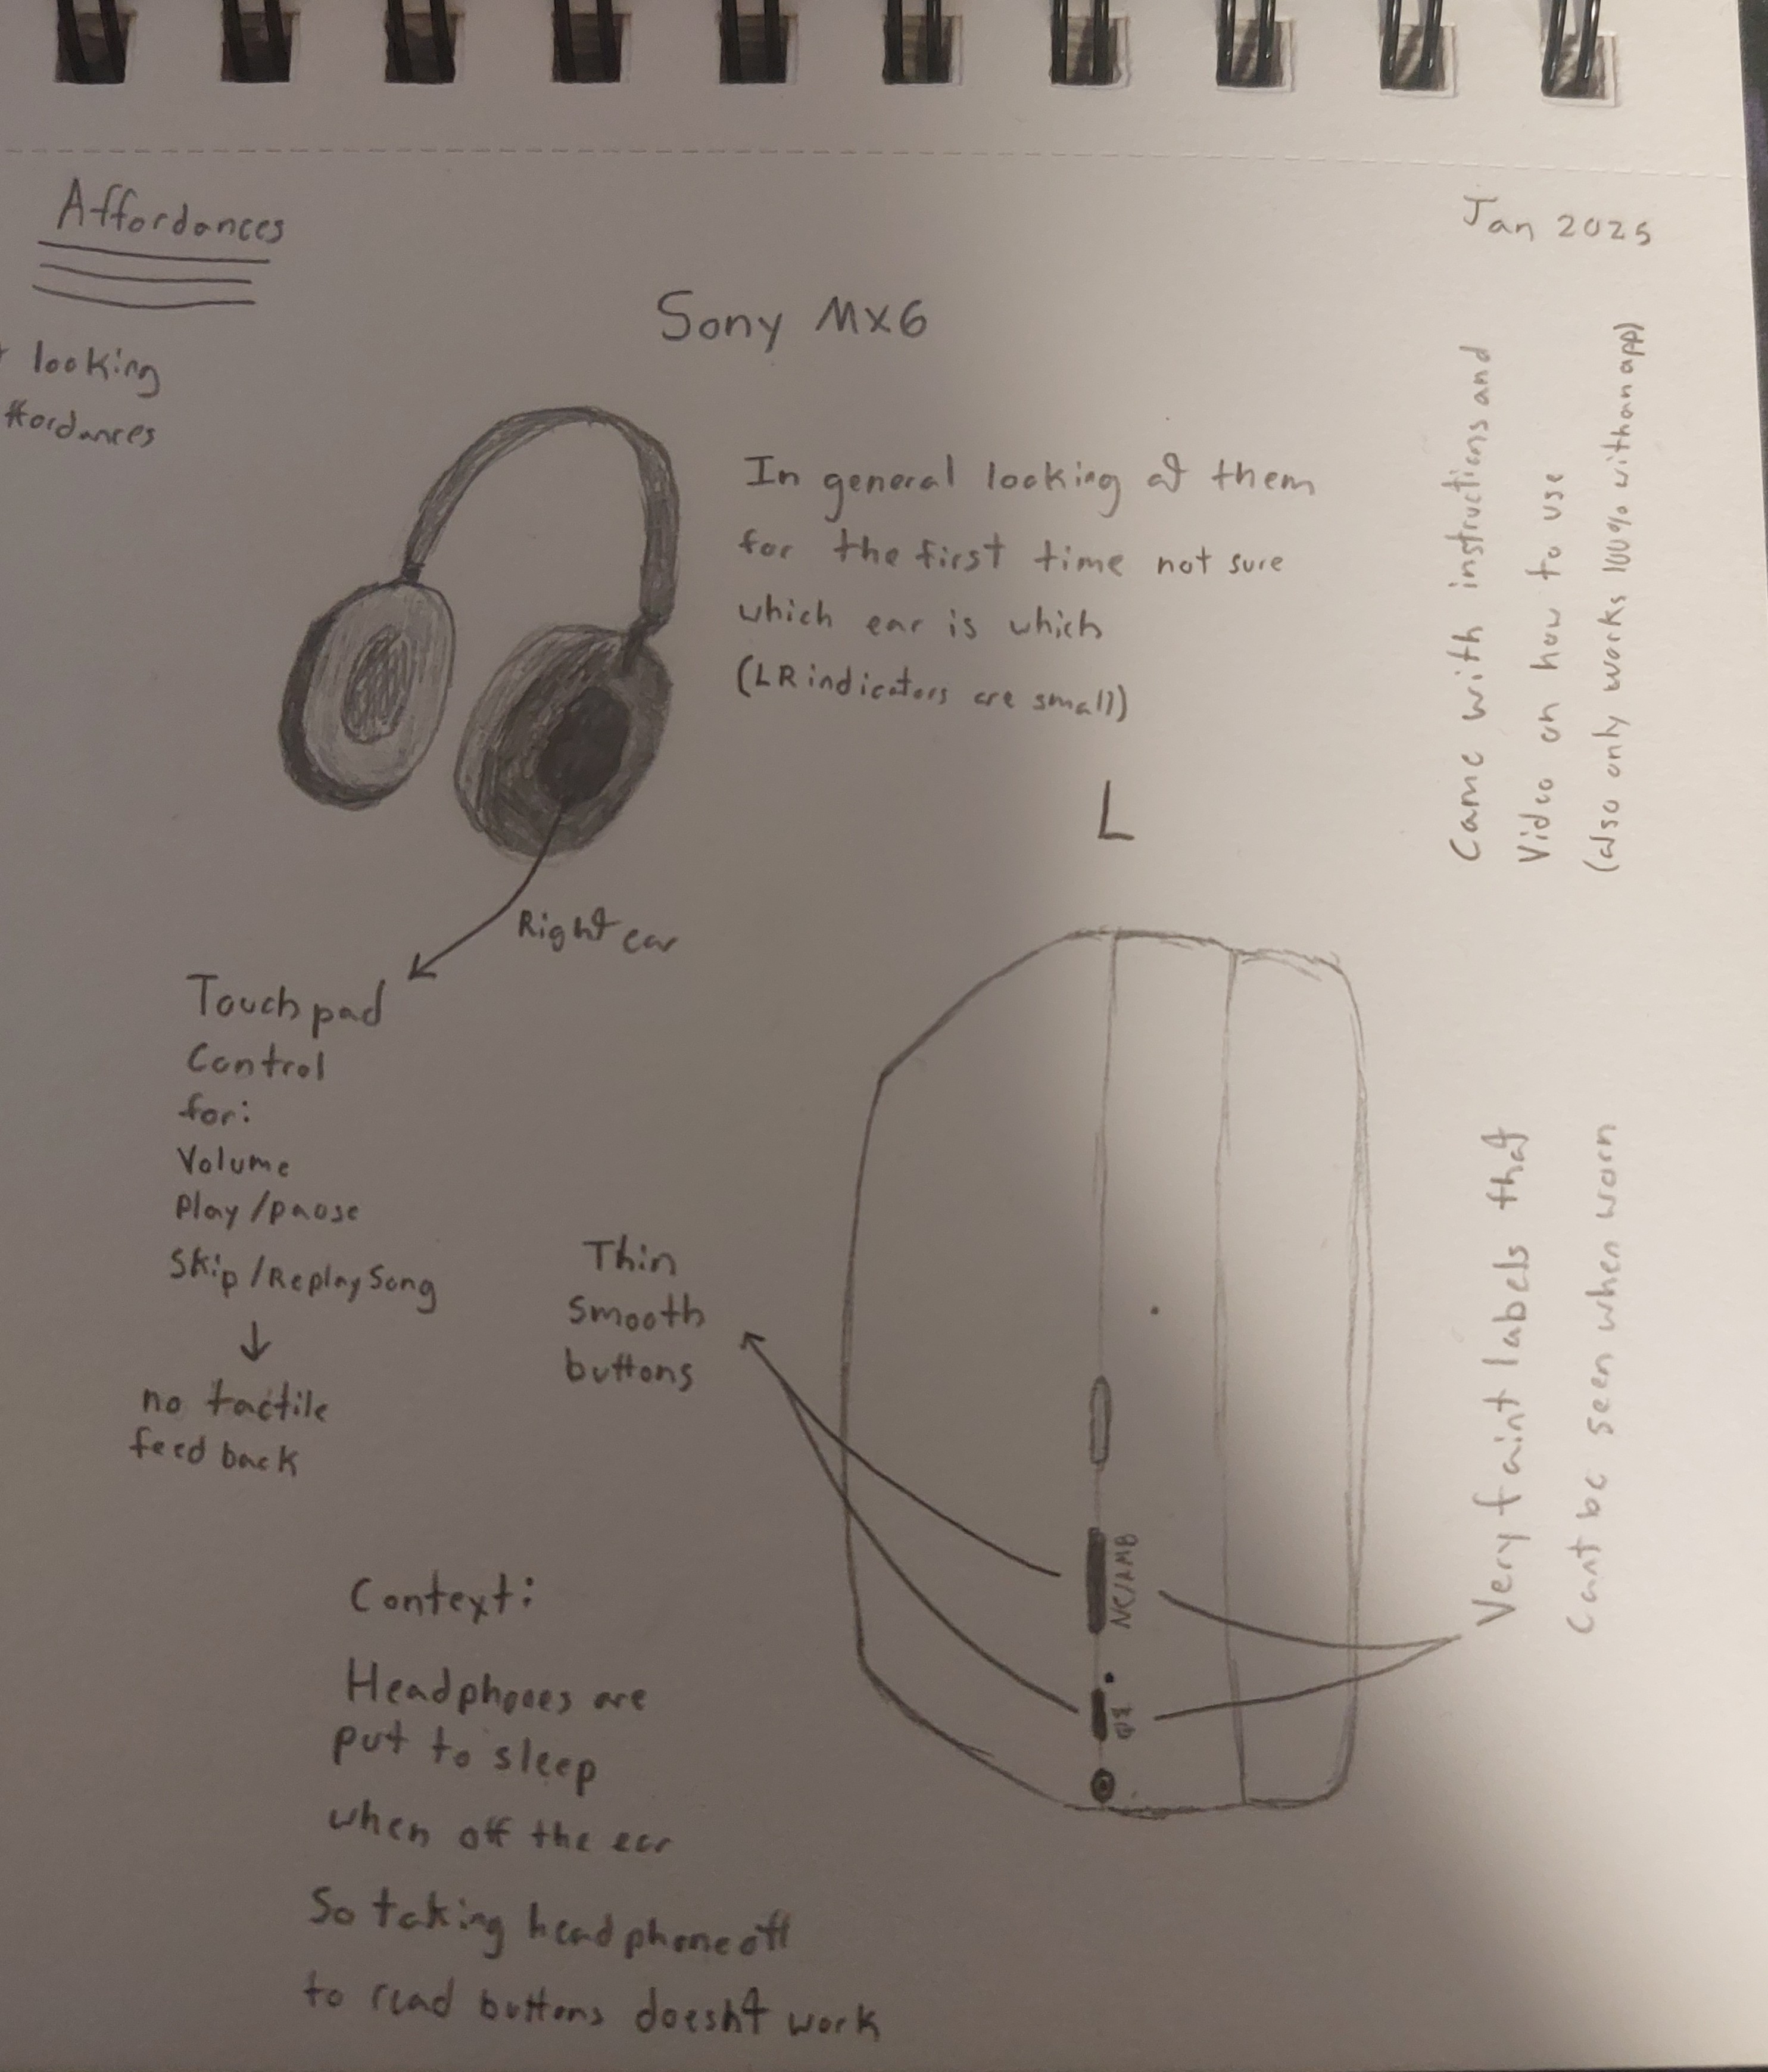 Affordances
Jan 2025
looking
ffordances
Sony MX6
In general looking at them
for the first time not sure
which ear is which
(LR indicators are small)
Came with instructions and
Video on how to use
(also only works 100% with an app)
Right ear
Touch pad
Control
for:
Volume
Play/pause
Skip/Replay Song
↓
no tactile
feed back
L
Thin
smooth
buttons
NC/AMB
Very faint labels that
cant be seen when worn
Context:
Headphones are
put to sleep
when off the ear
So taking headphone off
to read buttons doesn't work